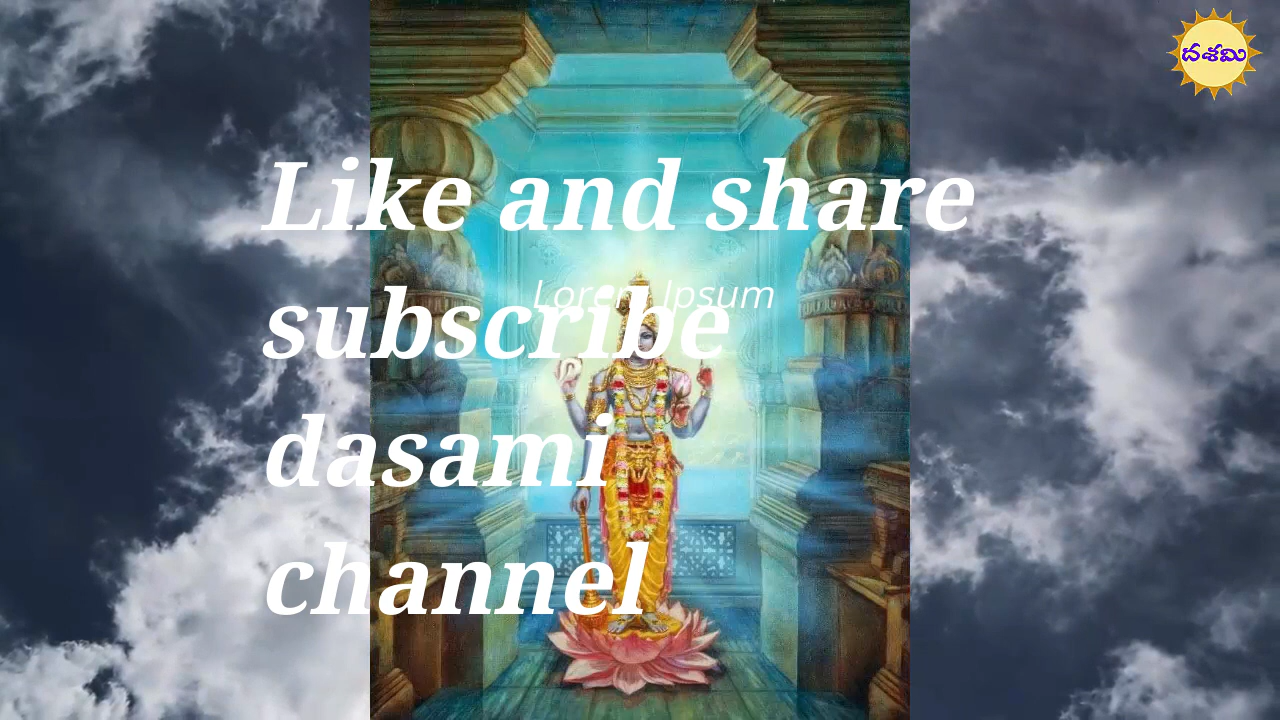 దశమి
Like and share
Lorem Ipsum
subscribe
dasami
channel